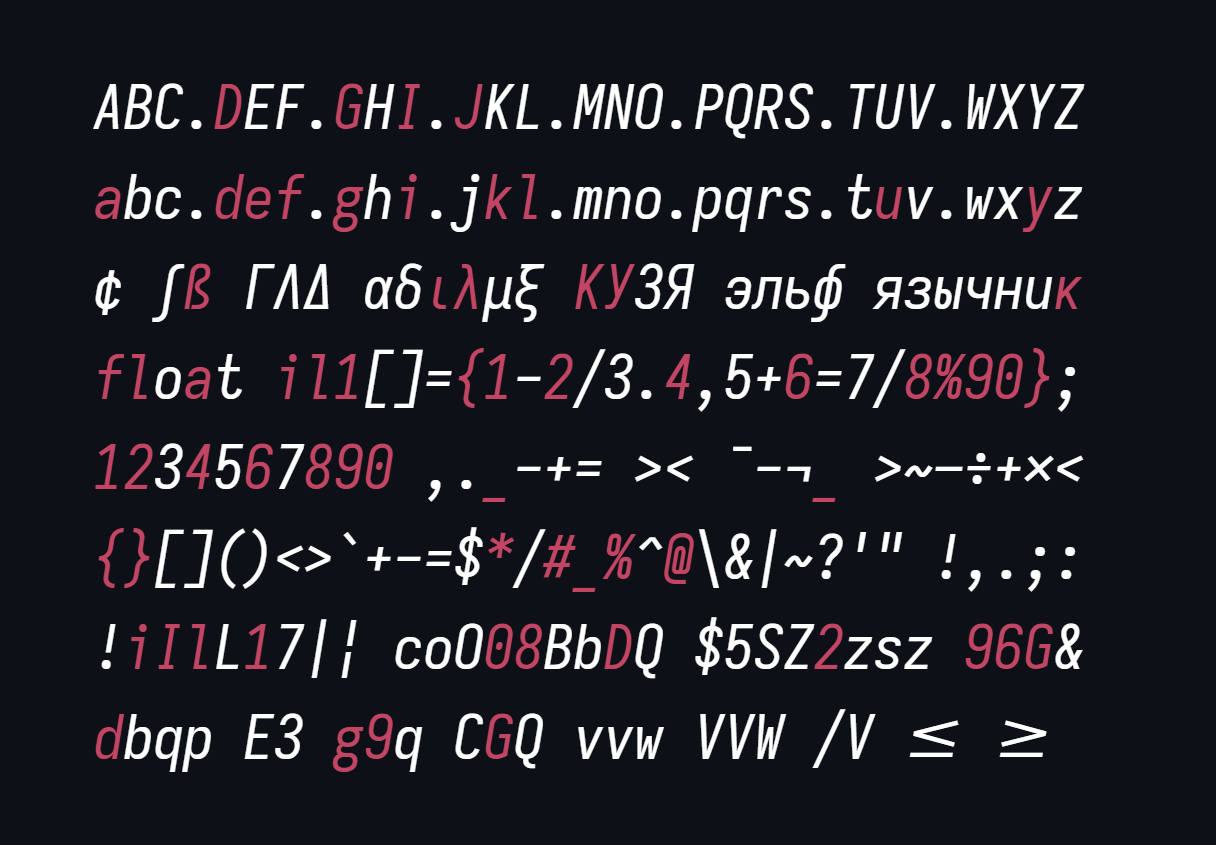 ABC.DEF.GHI.JKL.MNO.PQRS.TUV.WXYZ
abc.def.ghi.jkl.mno.pqrs.tuv.wxyz
¢ ʃß ΓΛΔ αδιλμξ КУЗЯ эльф язычник
float il1[]={1-2/3.4,5+6=7/8%90};
1234567890 ,._-+= >< ¯-¬_ >~–÷+×<
{}[]()<>`+-=$*/#_%^@\&|~?'" !,.;:
!iIlL17|¦ coO08BbDQ $5SZ2zsz 96G&
dbqp E3 g9q CGQ vvw VVW /V ≤ ≥